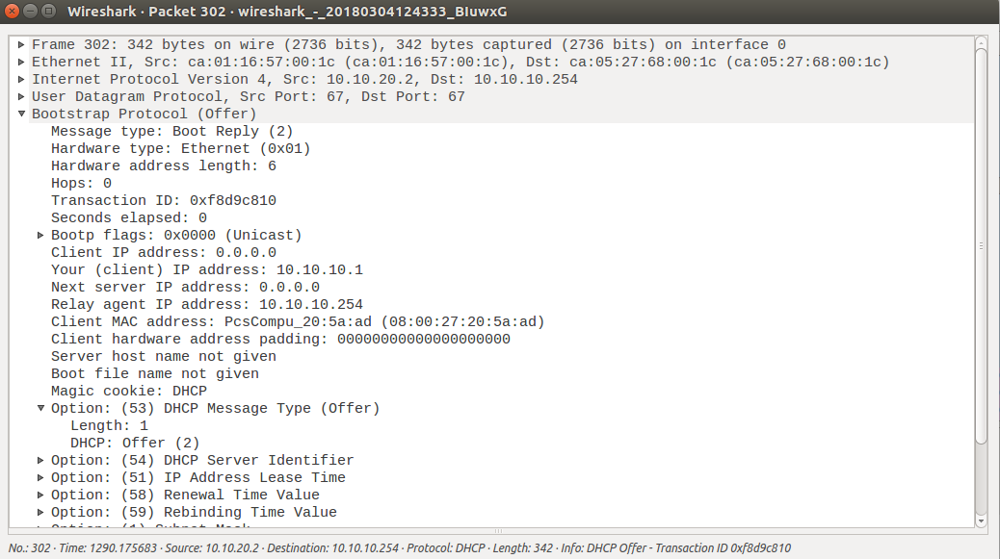 Wireshark · Packet 302 · wireshark_-_20180304124333_BIuwxG
Frame 302: 342 bytes on wire (2736 bits), 342 bytes captured (2736 bits) on interface 0
Ethernet II, Src: ca:01:16:57:00:1c (ca:01:16:57:00:1c), Dst: ca:05:27:68:00:1c (ca:05:27:68:00:1c)
Internet Protocol Version 4, Src: 10.10.20.2, Dst: 10.10.10.254
User Datagram Protocol, Src Port: 67, Dst Port: 67
Bootstrap Protocol (Offer)
Message type: Boot Reply (2)
Hardware type: Ethernet (0x01)
Hardware address length: 6
Hops: 0
Transaction ID: 0xf8d9c810
Seconds elapsed: 0
Bootp flags: 0x0000 (Unicast)
Client IP address: 0.0.0.0
Your (client) IP address: 10.10.10.1
Next server IP address: 0.0.0.0
Relay agent IP address: 10.10.10.254
Client MAC address: PcsCompu_20:5a:ad (08:00:27:20:5a:ad)
Client hardware address padding: 00000000000000000000
Server host name not given
Boot file name not given
Magic cookie: DHCP
Option: (53) DHCP Message Type (Offer)
Length: 1
DHCP: Offer (2)
Option: (54) DHCP Server Identifier
Option: (51) IP Address Lease Time
Option: (58) Renewal Time Value
Option: (59) Rebinding Time Value
Option: (1) Subnet Mask
No.: 302 · Time: 1290.175683 · Source: 10.10.20.2 · Destination: 10.10.10.254 · Protocol: DHCP · Length: 342 · Info: DHCP Offer - Transaction ID 0xf8d9c810